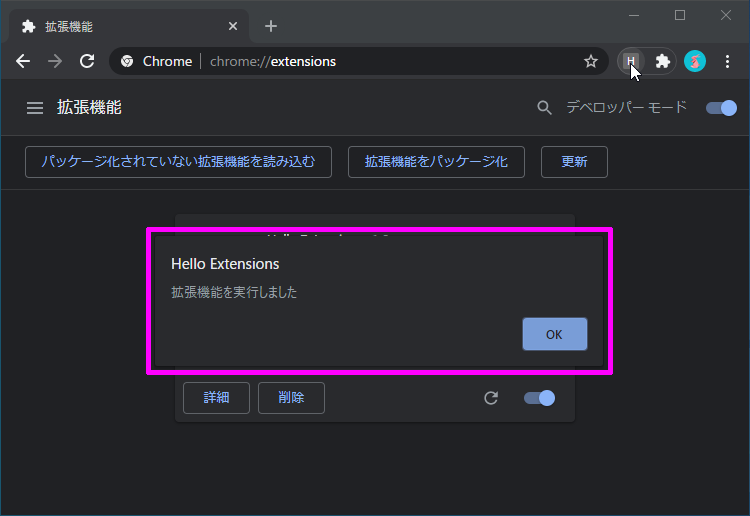 拡張機能
Chrome
chrome://extensions
H
拡張機能
デベロッパー モード
パッケージ化されていない拡張機能を読み込む
拡張機能をパッケージ化
更新
Hello Extensions
拡張機能を実行しました
OK
詳細
削除